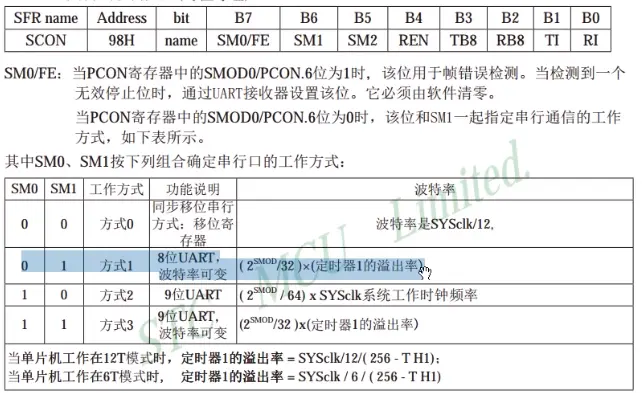 SFR name Address bit B7 B6 B5 B4 B3 B2 B1 B0
SCON 98H name SM0/FE SM1 SM2 REN TB8 RB8 TI RI
SM0/FE：当PCON寄存器中的SMOD0/PCON.6位为1时，该位用于帧错误检测。当检测到一个
无效停止位时，通过UART接收器设置该位。它必须由软件清零。
当PCON寄存器中的SMOD0/PCON.6位为0时，该位和SM1一起指定串行通信的工作
方式，如下表所示。
其中SM0、SM1按下列组合确定串行口的工作方式：
SM0 SM1 工作方式 功能说明 波特率
0 0 方式0 同步移位串行方式：移位寄存器 波特率是SYSclk/12,
0 1 方式1 8位UART，波特率可变 ( 2^SMOD/32 )×(定时器1的溢出率)
1 0 方式2 9位UART ( 2^SMOD / 64) x SYSclk系统工作时钟频率
1 1 方式3 9位UART，波特率可变 (2^SMOD/32 )x(定时器1的溢出率)
当单片机工作在12T模式时，定时器1的溢出率 = SYSclk/12/( 256 - T H1)；
当单片机工作在6T模式时， 定时器1的溢出率 = SYSclk / 6 / ( 256 - T H1)
STC MCU Limited.